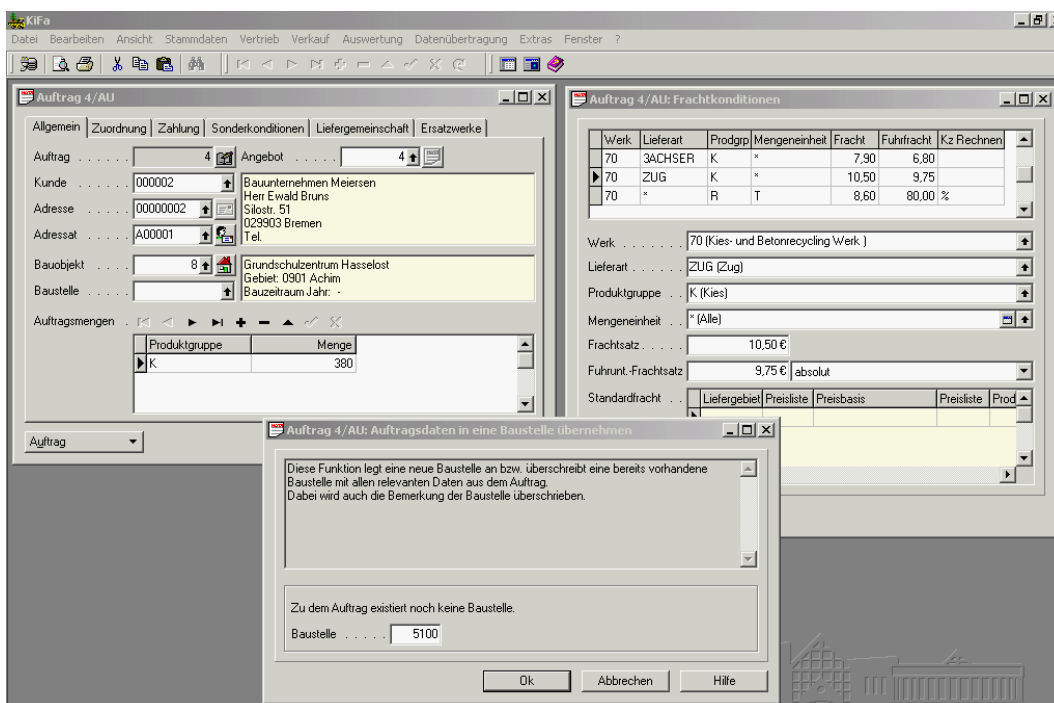 KiFa
Datei Bearbeiten Ansicht Stammdaten Vertrieb Verkauf Auswertung Datenübertragung Extras Fenster ?
Auftrag 4/AU
Allgemein Zuordnung Zahlung Sonderkonditionen Liefergemeinschaft Ersatzwerke
Auftrag . . . . . . 4 Angebot . . . . . 4
Kunde . . . . . . 000002
Adresse . . . . . 00000002
Adressat . . . . . A00001
Bauunternehmen Meiersen
Herr Ewald Bruns
Silostr. 51
029903 Bremen
Tel.
Bauobjekt . . . . 8
Baustelle . . . . .
Grundschulzentrum Hasselost
Gebiet: 0901 Achim
Bauzeitraum Jahr: -
Auftragsmengen .
Produktgruppe Menge
K 380
Auftrag
Auftrag 4/AU: Frachtkonditionen
Werk Lieferart Prodgrp Mengeneinheit Fracht Fuhrfracht Kz Rechnen
70 3ACHSER K * 7,90 6,80
70 ZUG K * 10,50 9,75
70 * R T 8,60 80,00 %
Werk . . . . . . . 70 (Kies- und Betonrecycling Werk )
Lieferart . . . . . . ZUG (Zug)
Produktgruppe . . K (Kies)
Mengeneinheit . . * (Alle)
Frachtsatz . . . . . 10,50 €
Fuhrunt.-Frachtsatz 9,75 € absolut
Standardfracht . . Liefergebiet Preisliste Preisbasis Preisliste Prod
Auftrag 4/AU: Auftragsdaten in eine Baustelle übernehmen
Diese Funktion legt eine neue Baustelle an bzw. überschreibt eine bereits vorhandene
Baustelle mit allen relevanten Daten aus dem Auftrag.
Dabei wird auch die Bemerkung der Baustelle überschrieben.
Zu dem Auftrag existiert noch keine Baustelle.
Baustelle . . . . . 5100
Ok Abbrechen Hilfe